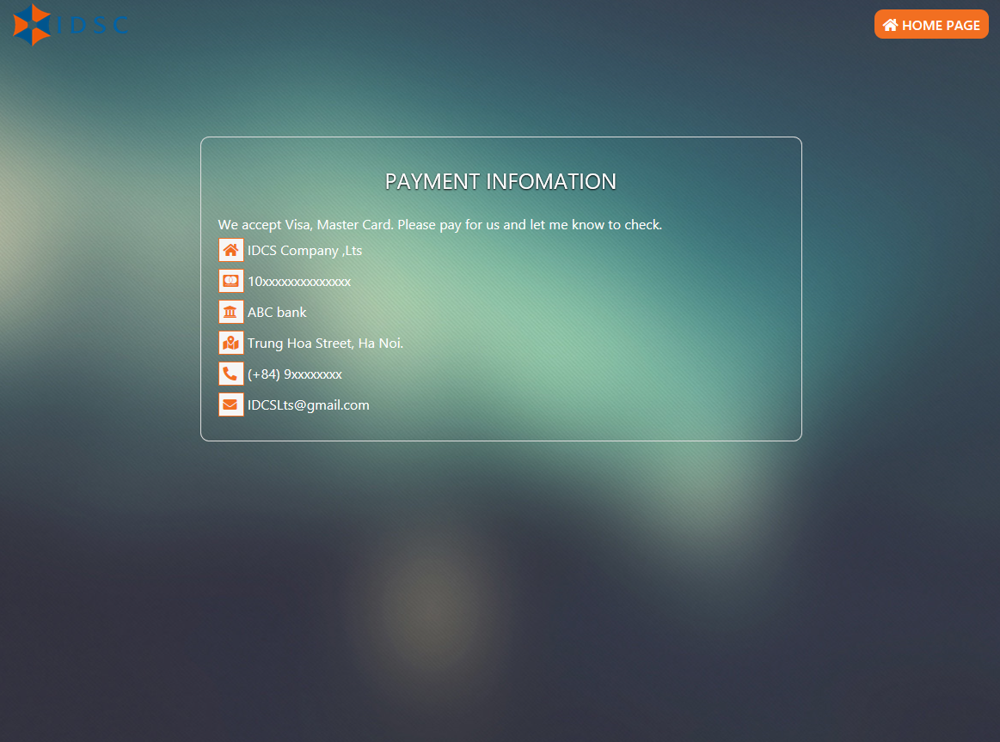 IDSC
HOME PAGE
PAYMENT INFOMATION
We accept Visa, Master Card. Please pay for us and let me know to check.
IDCS Company ,Lts
10xxxxxxxxxxxxxx
ABC bank
Trung Hoa Street, Ha Noi.
(+84) 9xxxxxxxx
IDCSLts@gmail.com